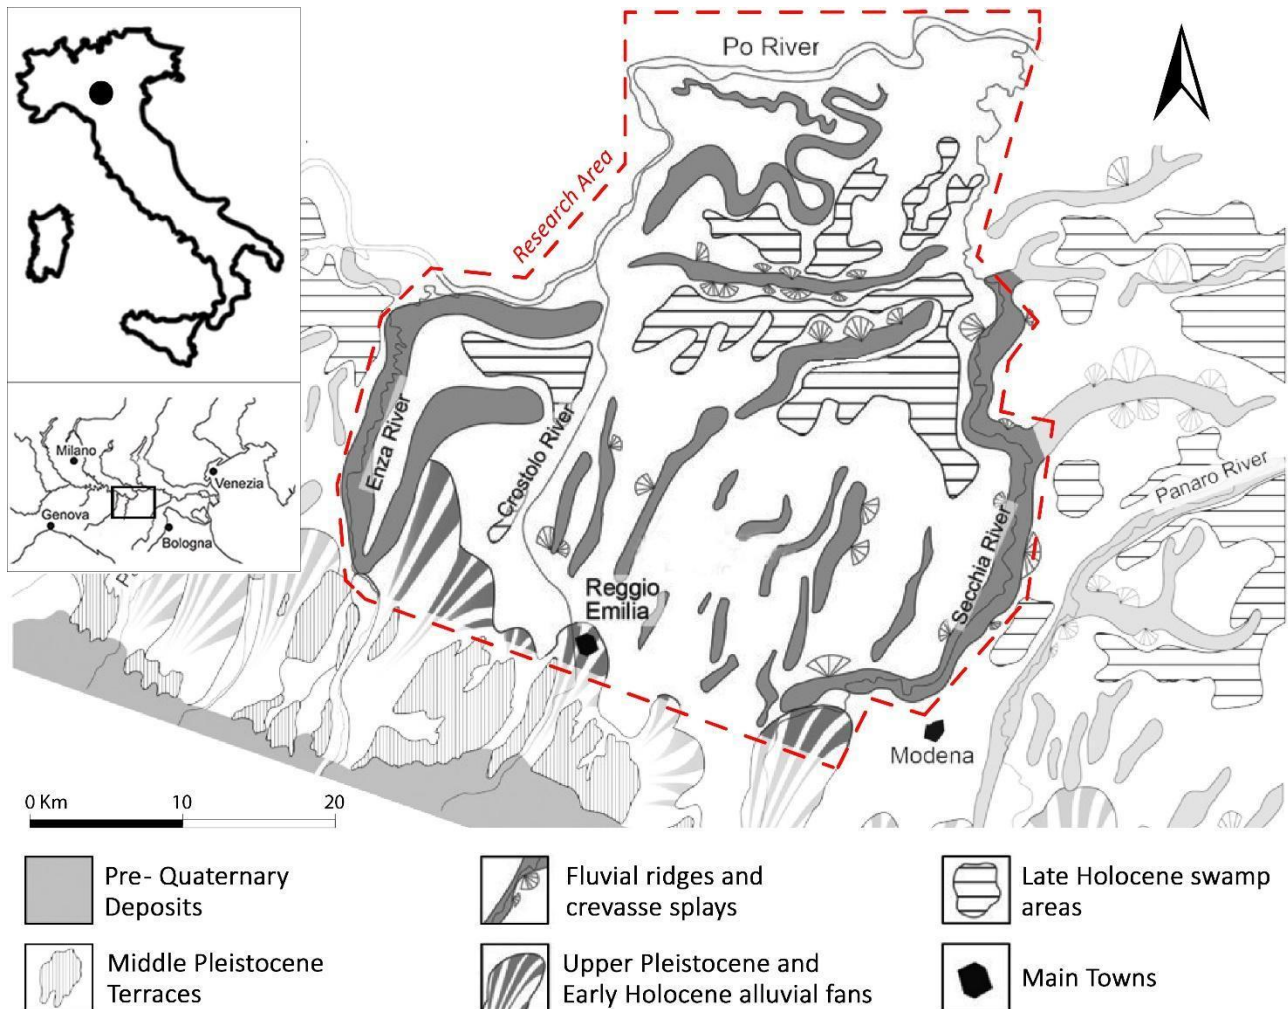 Po River
Research Area
Enza River
Crostolo River
Reggio
Emilia
Secchia River
Panaro River
Modena
Milano
Venezia
Genova
Bologna
0 Km 10 20
Pre- Quaternary
Deposits
Middle Pleistocene
Terraces
Fluvial ridges and
crevasse splays
Upper Pleistocene and
Early Holocene alluvial fans
Late Holocene swamp
areas
Main Towns